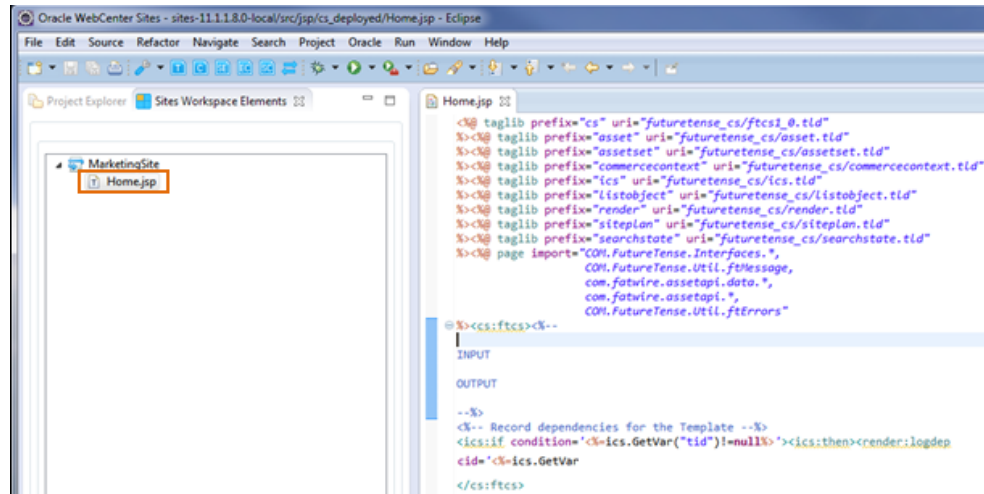 Oracle WebCenter Sites - sites-11.1.1.8.0-local/src/jsp/cs_deployed/Home.jsp - Eclipse
File Edit Source Refactor Navigate Search Project Oracle Run Window Help
Project Explorer Sites Workspace Elements
Home.jsp
MarketingSite
Home.jsp
<%@ taglib prefix="cs" uri="futuretense_cs/ftcs1_0.tld"
%><%@ taglib prefix="asset" uri="futuretense_cs/asset.tld"
%><%@ taglib prefix="assetset" uri="futuretense_cs/assetset.tld"
%><%@ taglib prefix="commercecontext" uri="futuretense_cs/commercecontext.tld"
%><%@ taglib prefix="ics" uri="futuretense_cs/ics.tld"
%><%@ taglib prefix="listobject" uri="futuretense_cs/listobject.tld"
%><%@ taglib prefix="render" uri="futuretense_cs/render.tld"
%><%@ taglib prefix="siteplan" uri="futuretense_cs/siteplan.tld"
%><%@ taglib prefix="searchstate" uri="futuretense_cs/searchstate.tld"
%><%@ page import="COM.FutureTense.Interfaces.*,
COM.FutureTense.Util.ftMessage,
com.fatwire.assetapi.data.*,
com.fatwire.assetapi.*,
COM.FutureTense.Util.ftErrors"
%><cs:ftcs><%--
INPUT
OUTPUT
--%>
<%-- Record dependencies for the Template --%>
<ics:if condition='<%=ics.GetVar("tid")!=null%>'><ics:then><render:logdep
cid='<%=ics.GetVar
</cs:ftcs>